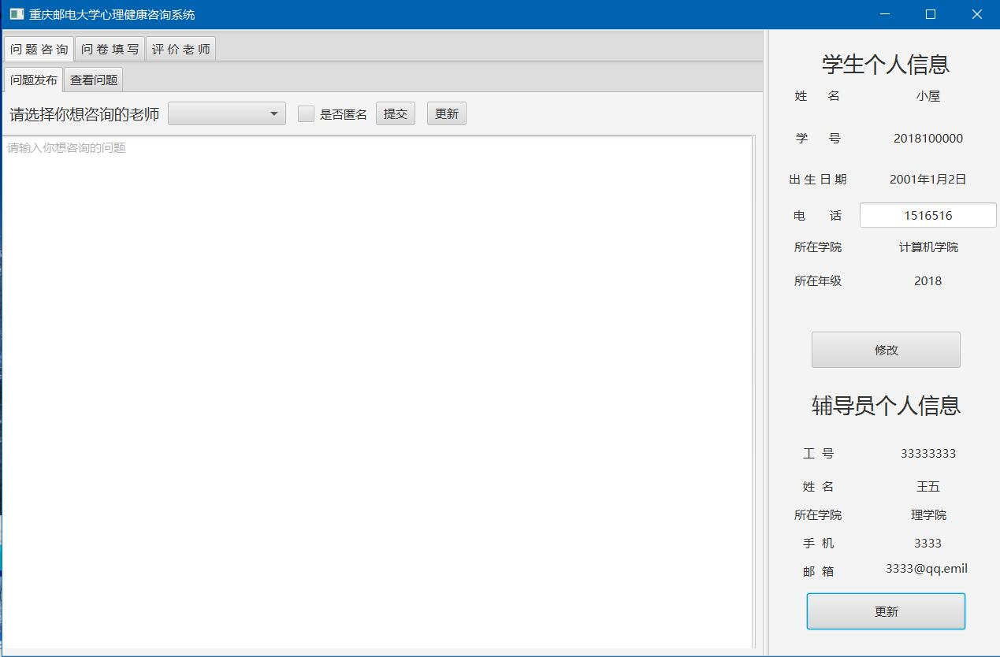 重庆邮电大学心理健康咨询系统
问 题 咨 询 问 卷 填 写 评 价 老 师
问题发布 查看问题
请选择你想咨询的老师 是否匿名 提交 更新
请输入你想咨询的问题
学生个人信息
姓 名 小屋
学 号 2018100000
出 生 日 期 2001年1月2日
电 话 1516516
所在学院 计算机学院
所在年级 2018
修改
辅导员个人信息
工 号 33333333
姓 名 王五
所在学院 理学院
手 机 3333
邮 箱 3333@qq.emil
更新